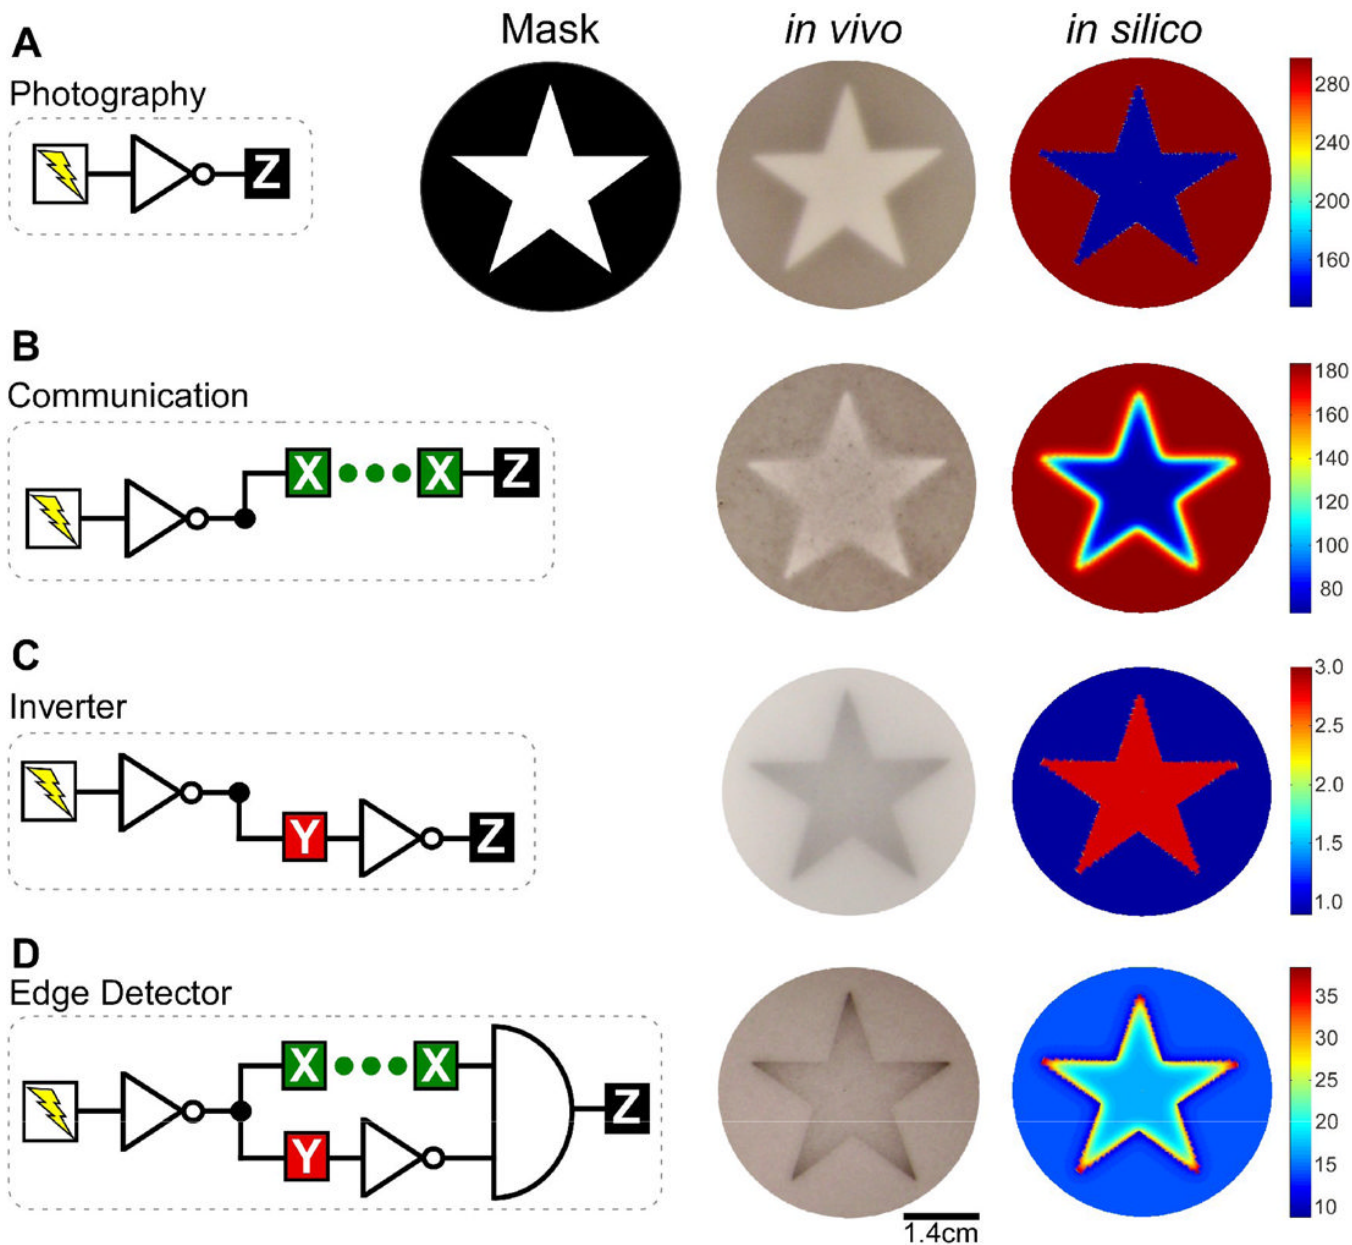 A
Mask
in vivo
in silico
Photography
Z
280
240
200
160
B
Communication
X
X
Z
180
160
140
120
100
80
C
Inverter
Y
Z
3.0
2.5
2.0
1.5
1.0
D
Edge Detector
X
X
Z
Y
35
30
25
20
15
10
1.4cm